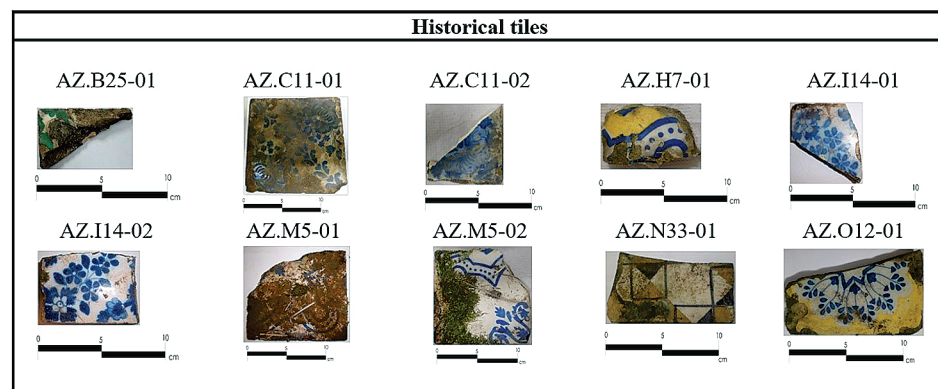 Historical tiles
AZ.B25-01 AZ.C11-01 AZ.C11-02 AZ.H7-01 AZ.I14-01
0 5 10 cm
0 5 10 cm
0 5 10 cm
0 5 10 cm
0 5 10 cm
AZ.I14-02 AZ.M5-01 AZ.M5-02 AZ.N33-01 AZ.O12-01
0 5 10 cm
0 5 10 cm
0 5 10 cm
0 5 10 cm
0 5 10 cm